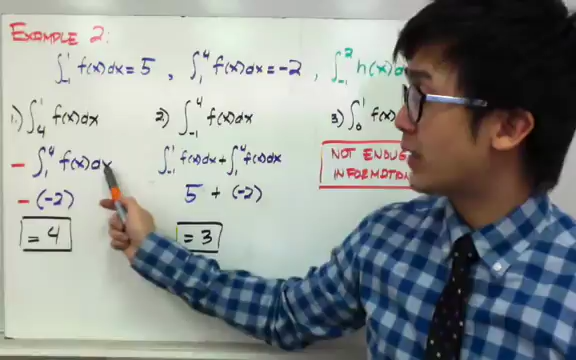 EXAMPLE 2:
∫₋₁¹ f(x)dx = 5 , ∫₁⁴ f(x)dx = -2 , ∫₋₁² h(x)d
1.) ∫₄¹ f(x)dx 2) ∫₋₁⁴ f(x)dx 3) ∫₀¹ f(x)
- ∫₁⁴ f(x)dx ∫₋₁¹ f(x)dx + ∫₁⁴ f(x)dx NOT ENOUG
- (-2) 5 + (-2) INFORMATION
= 4 = 3